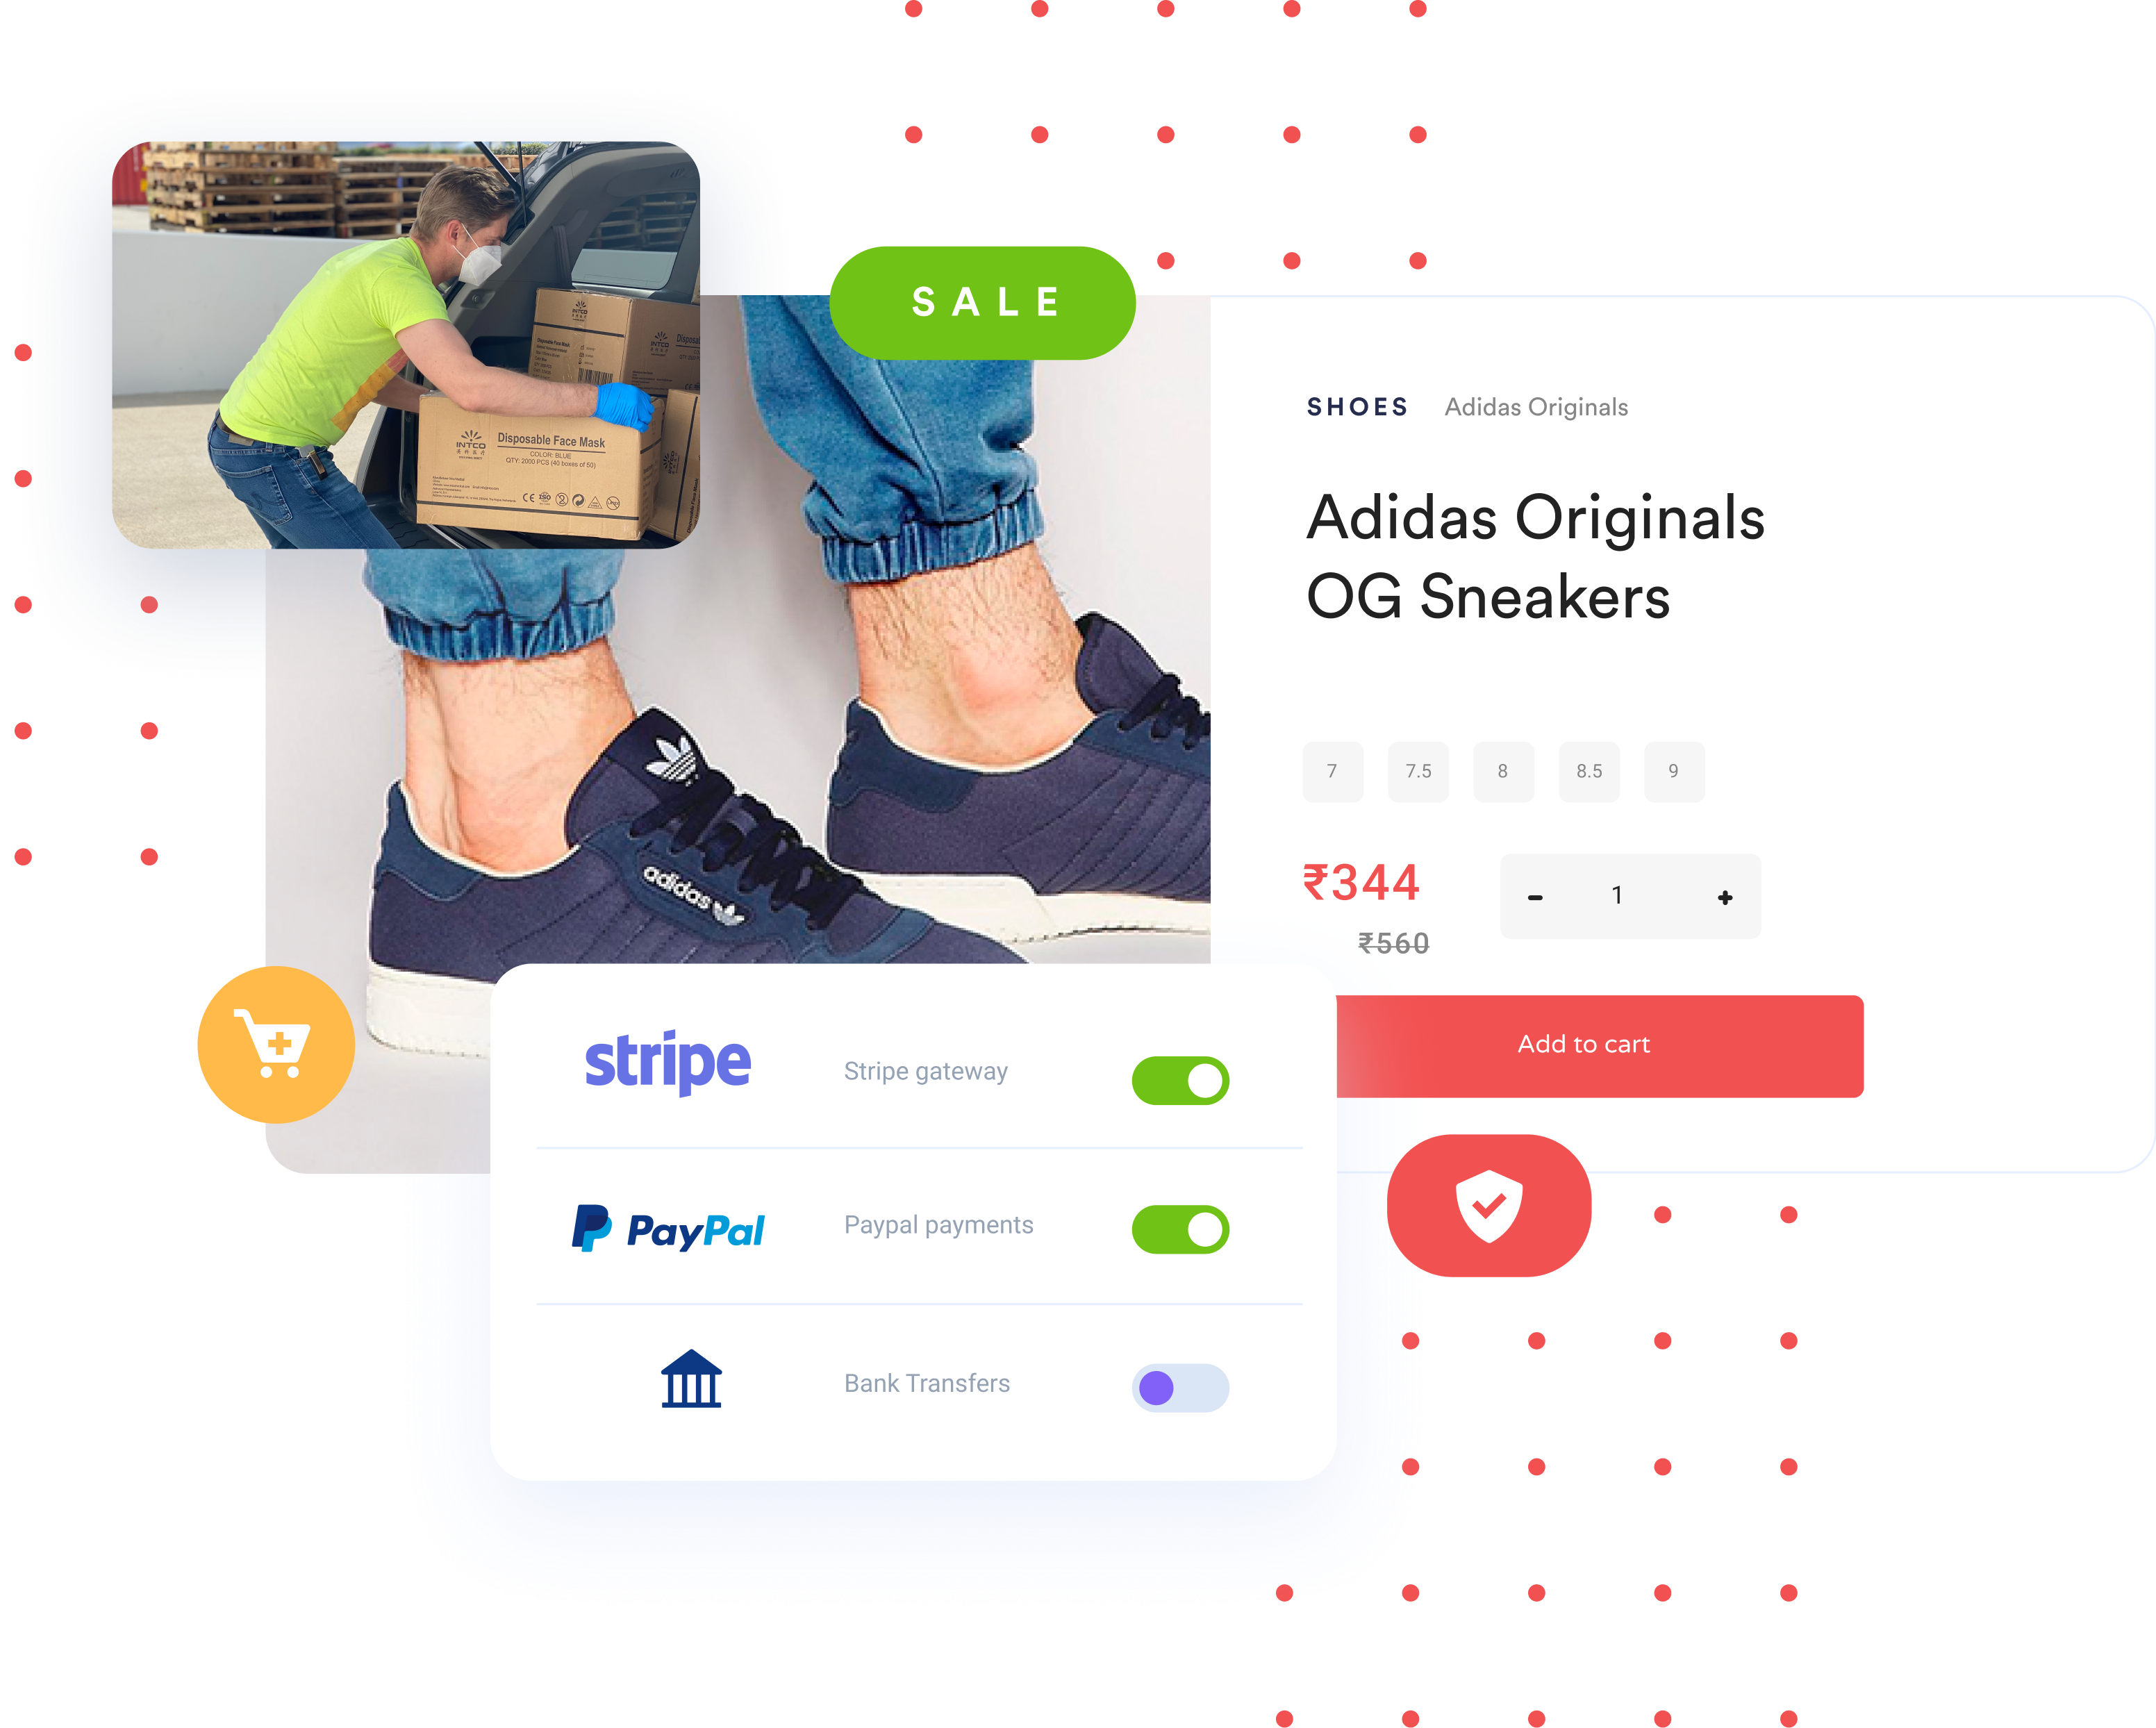 SALE
INTCO
Disposable Face Mask
COLOR: BLUE
QTY: 2000 PCS (40 boxes of 50)
SHOES Adidas Originals
Adidas Originals
OG Sneakers
7 7.5 8 8.5 9
₹344
₹560
1
adidas
Add to cart
stripe Stripe gateway
PayPal Paypal payments
Bank Transfers